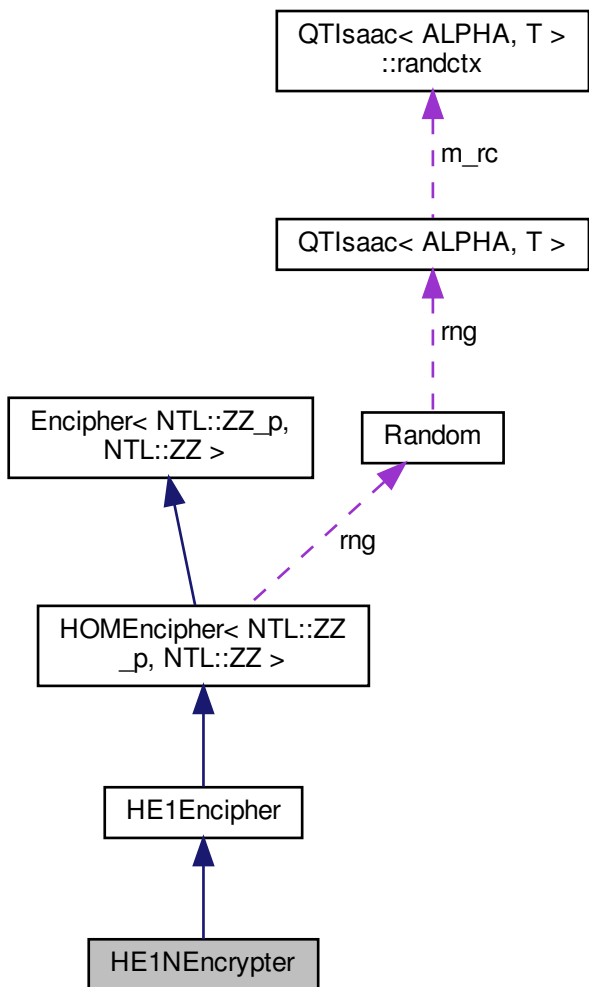 QTIsaac< ALPHA, T >
::randctx
m_rc
QTIsaac< ALPHA, T >
rng
Encipher< NTL::ZZ_p,
NTL::ZZ >
Random
rng
HOMEncipher< NTL::ZZ
_p, NTL::ZZ >
HE1Encipher
HE1NEncrypter